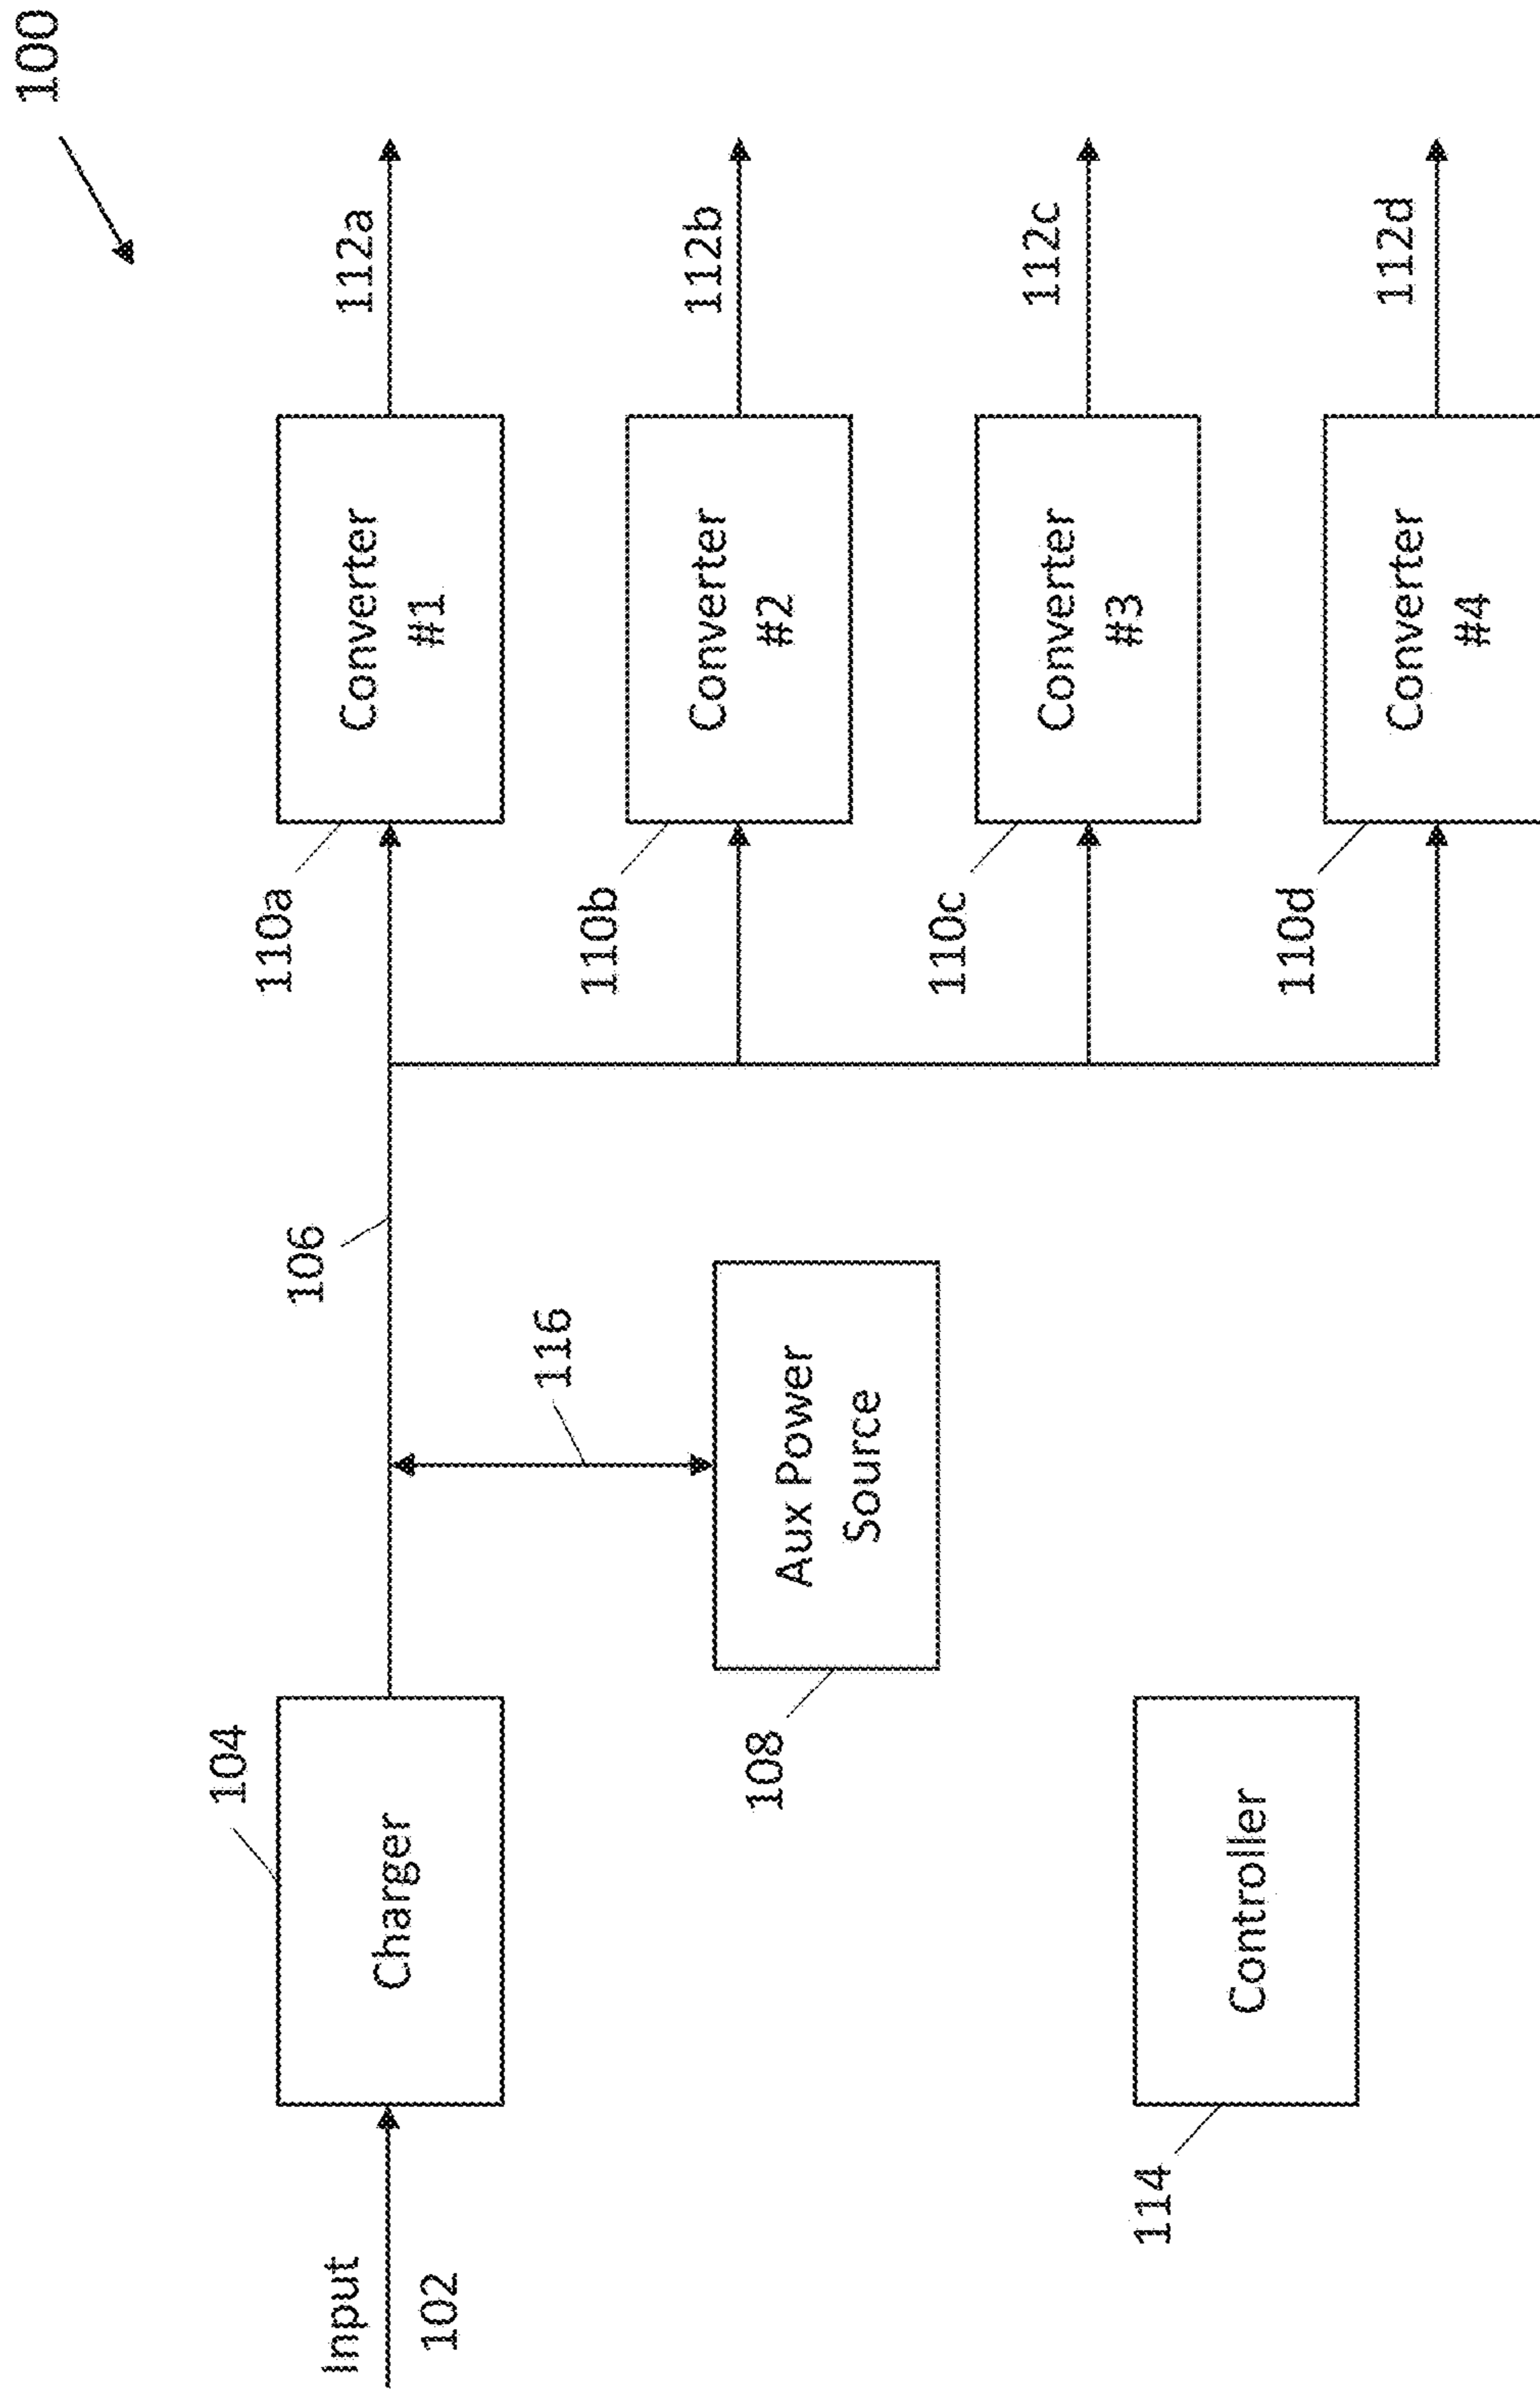 100
Input
102
104
Charger
106
116
108
Aux Power
Source
114
Controller
110a
Converter
#1
112a
110b
Converter
#2
112b
110c
Converter
#3
112c
110d
Converter
#4
112d